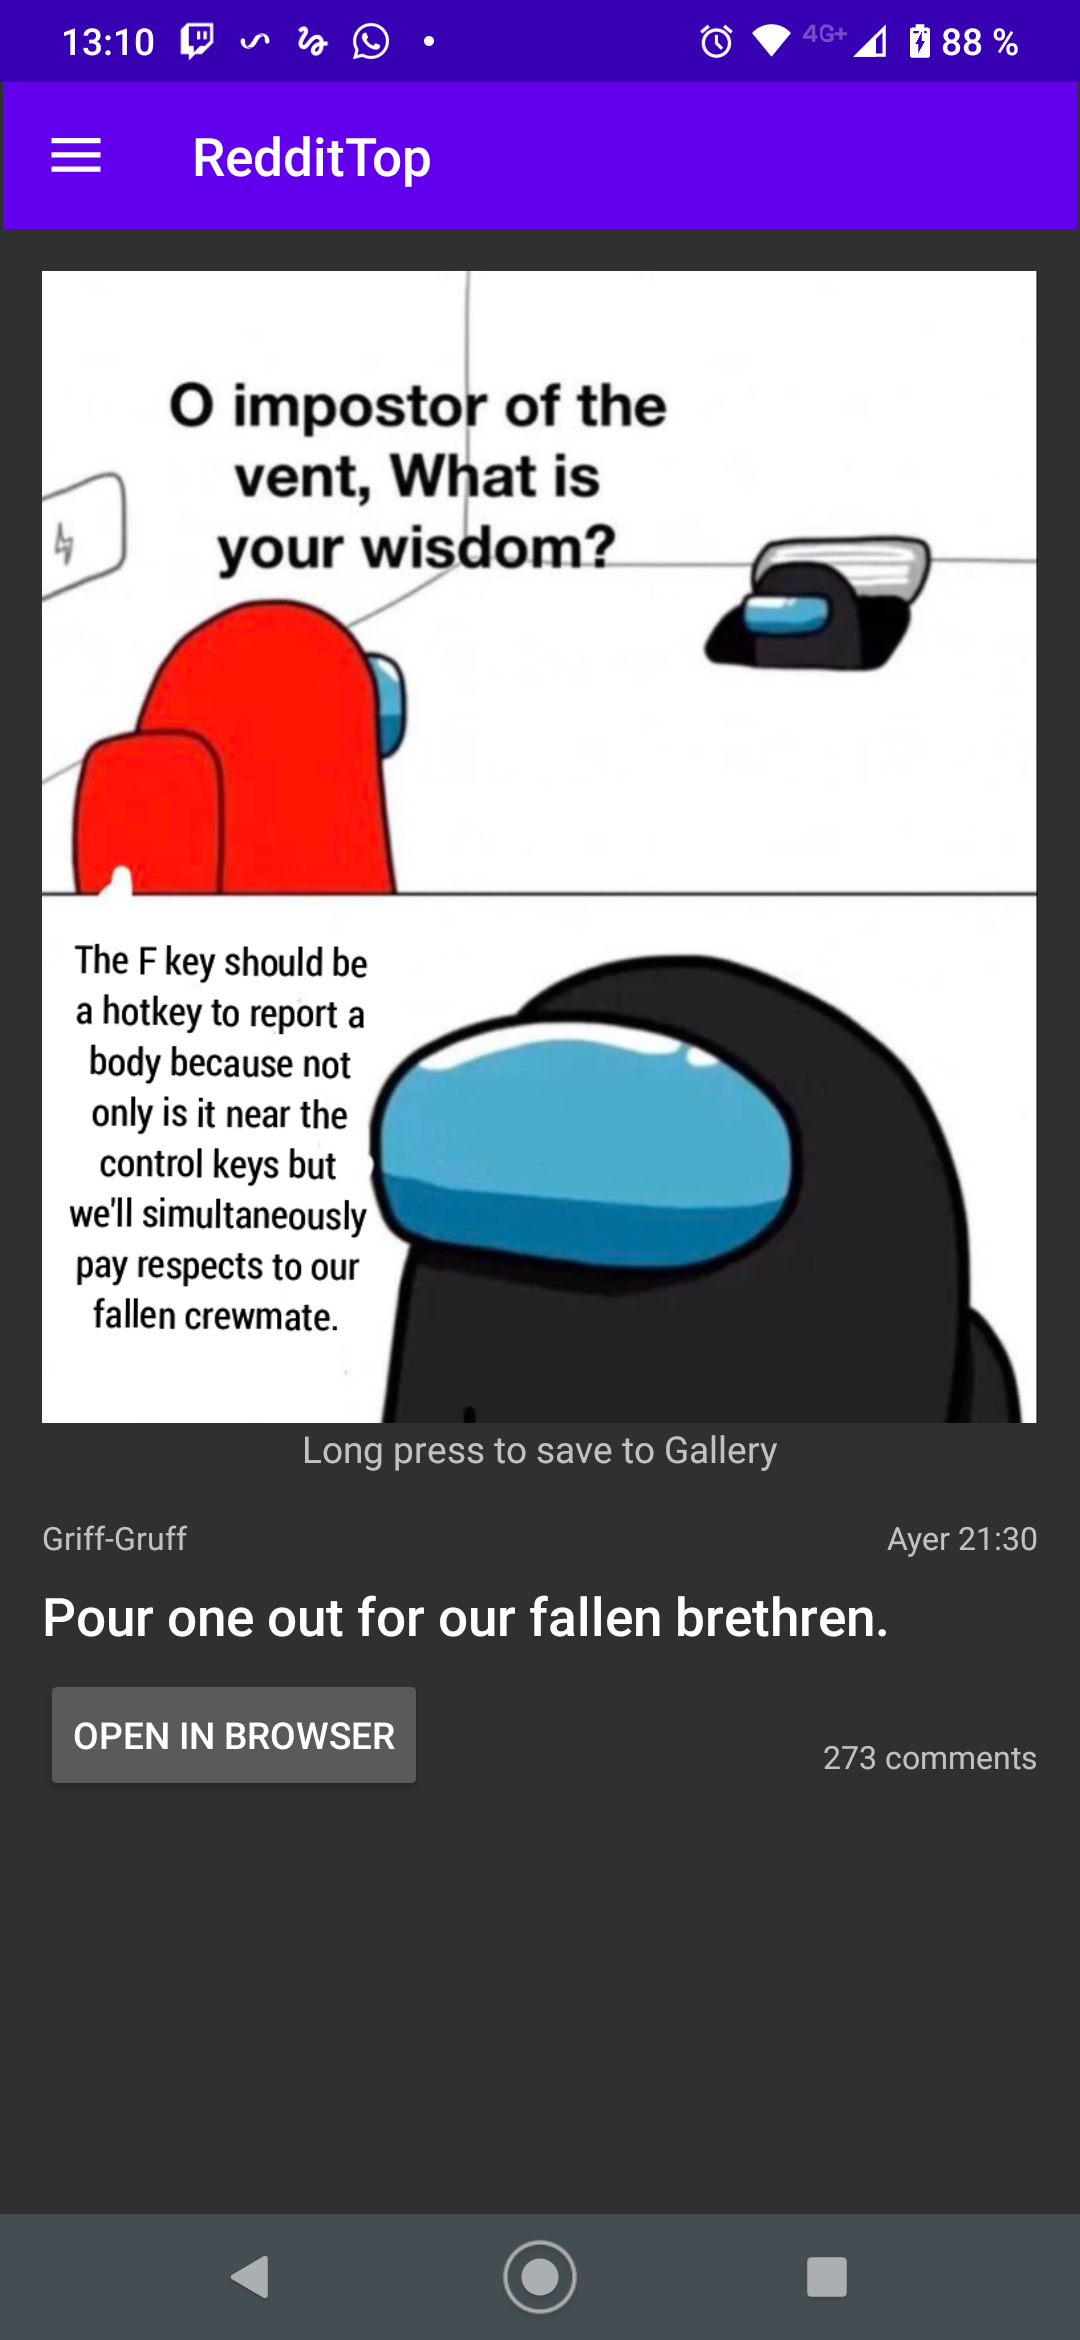 13:10
4G+
88 %
RedditTop
O impostor of the
vent, What is
your wisdom?
The F key should be
a hotkey to report a
body because not
only is it near the
control keys but
we'll simultaneously
pay respects to our
fallen crewmate.
Long press to save to Gallery
Griff-Gruff
Ayer 21:30
Pour one out for our fallen brethren.
OPEN IN BROWSER
273 comments